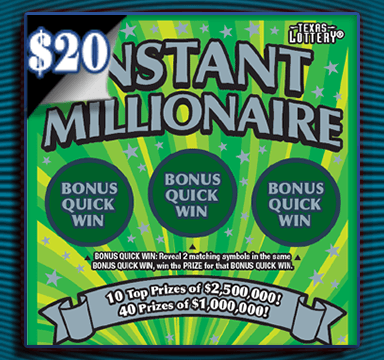 $20
TEXAS
LOTTERY®
INSTANT
MILLIONAIRE
BONUS
QUICK
WIN
BONUS
QUICK
WIN
BONUS
QUICK
WIN
BONUS QUICK WIN: Reveal 2 matching symbols in the same
BONUS QUICK WIN, win the PRIZE for that BONUS QUICK WIN.
10 Top Prizes of $2,500,000!
40 Prizes of $1,000,000!